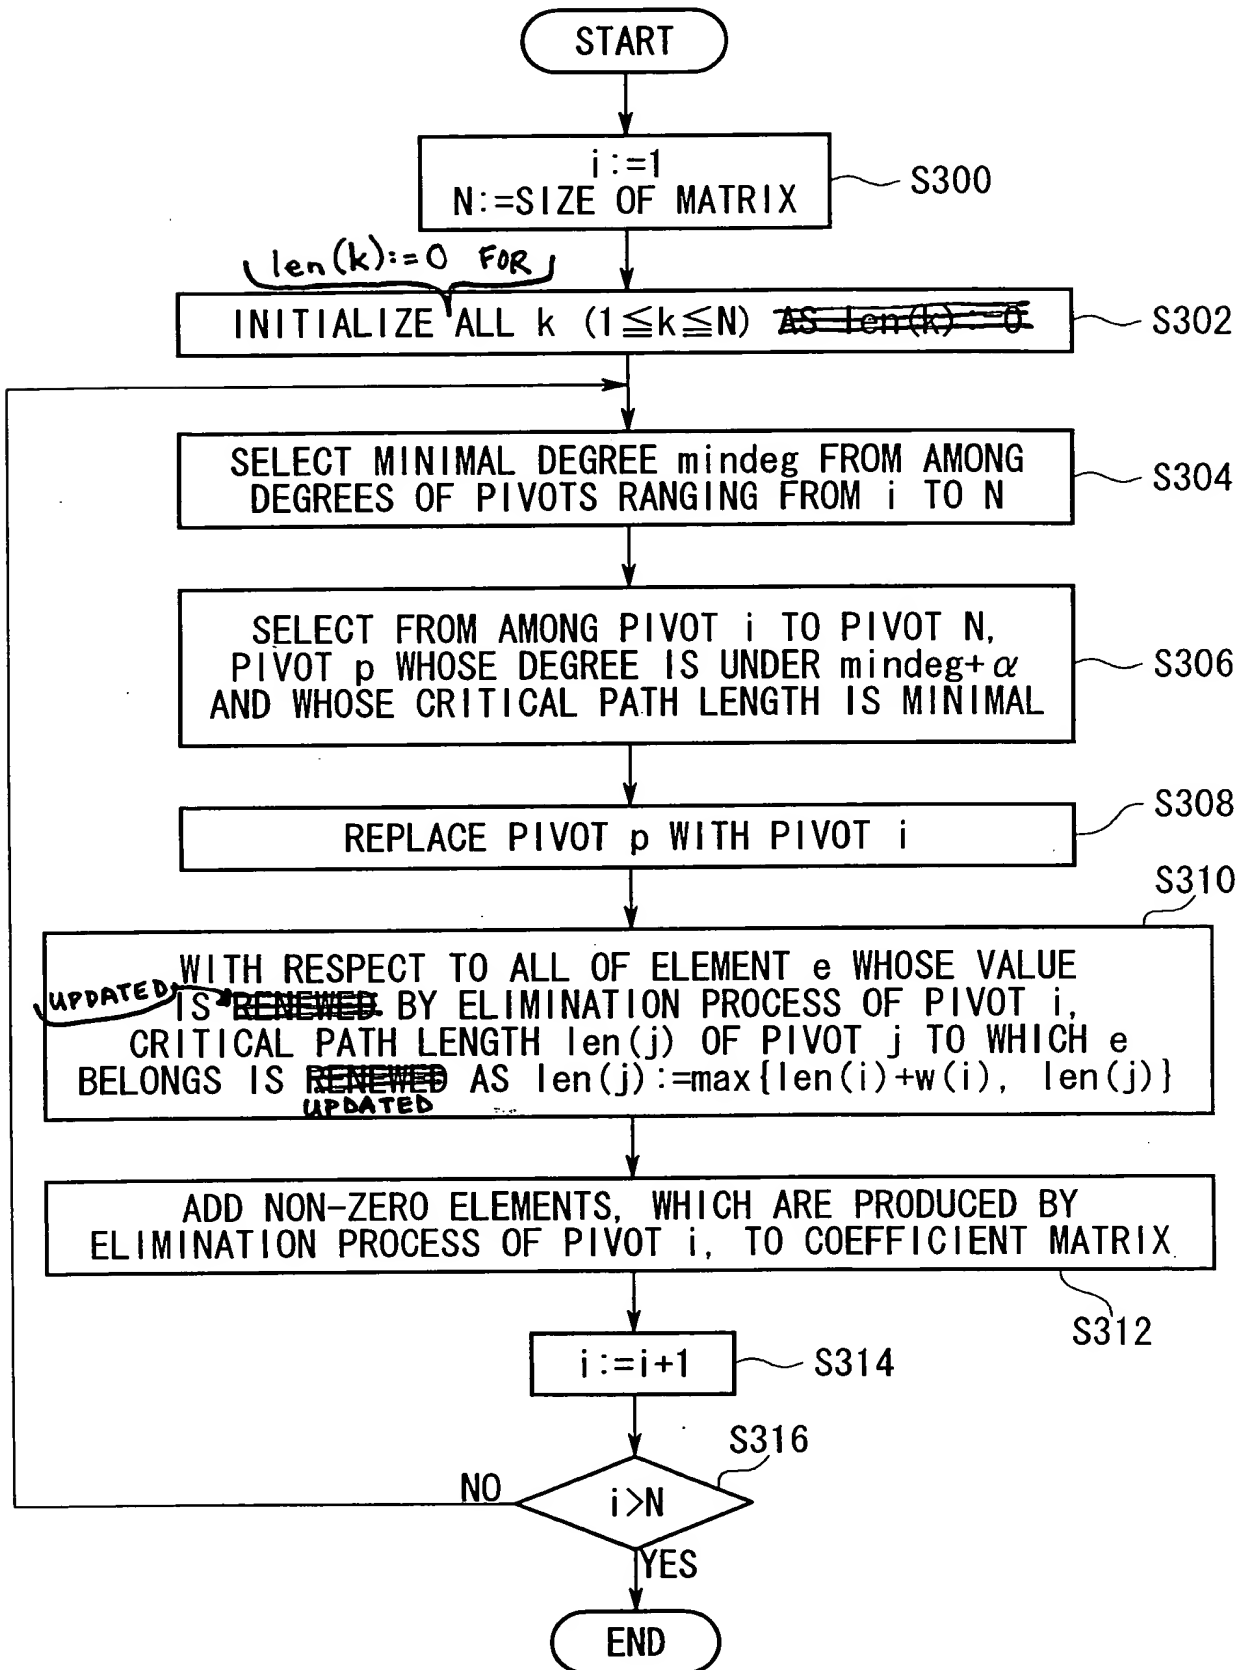 START
i:=1
N:=SIZE OF MATRIX
S300
len(k):=0 FOR
INITIALIZE ALL k (1≦k≦N) AS len(k):=0
S302
SELECT MINIMAL DEGREE mindeg FROM AMONG
DEGREES OF PIVOTS RANGING FROM i TO N
S304
SELECT FROM AMONG PIVOT i TO PIVOT N,
PIVOT p WHOSE DEGREE IS UNDER mindeg+α
AND WHOSE CRITICAL PATH LENGTH IS MINIMAL
S306
REPLACE PIVOT p WITH PIVOT i
S308
S310
WITH RESPECT TO ALL OF ELEMENT e WHOSE VALUE
UPDATED
IS RENEWED BY ELIMINATION PROCESS OF PIVOT i,
CRITICAL PATH LENGTH len(j) OF PIVOT j TO WHICH e
BELONGS IS RENEWED AS len(j):=max{len(i)+w(i), len(j)}
UPDATED
ADD NON-ZERO ELEMENTS, WHICH ARE PRODUCED BY
ELIMINATION PROCESS OF PIVOT i, TO COEFFICIENT MATRIX
S312
i:=i+1
S314
S316
NO
i>N
YES
END